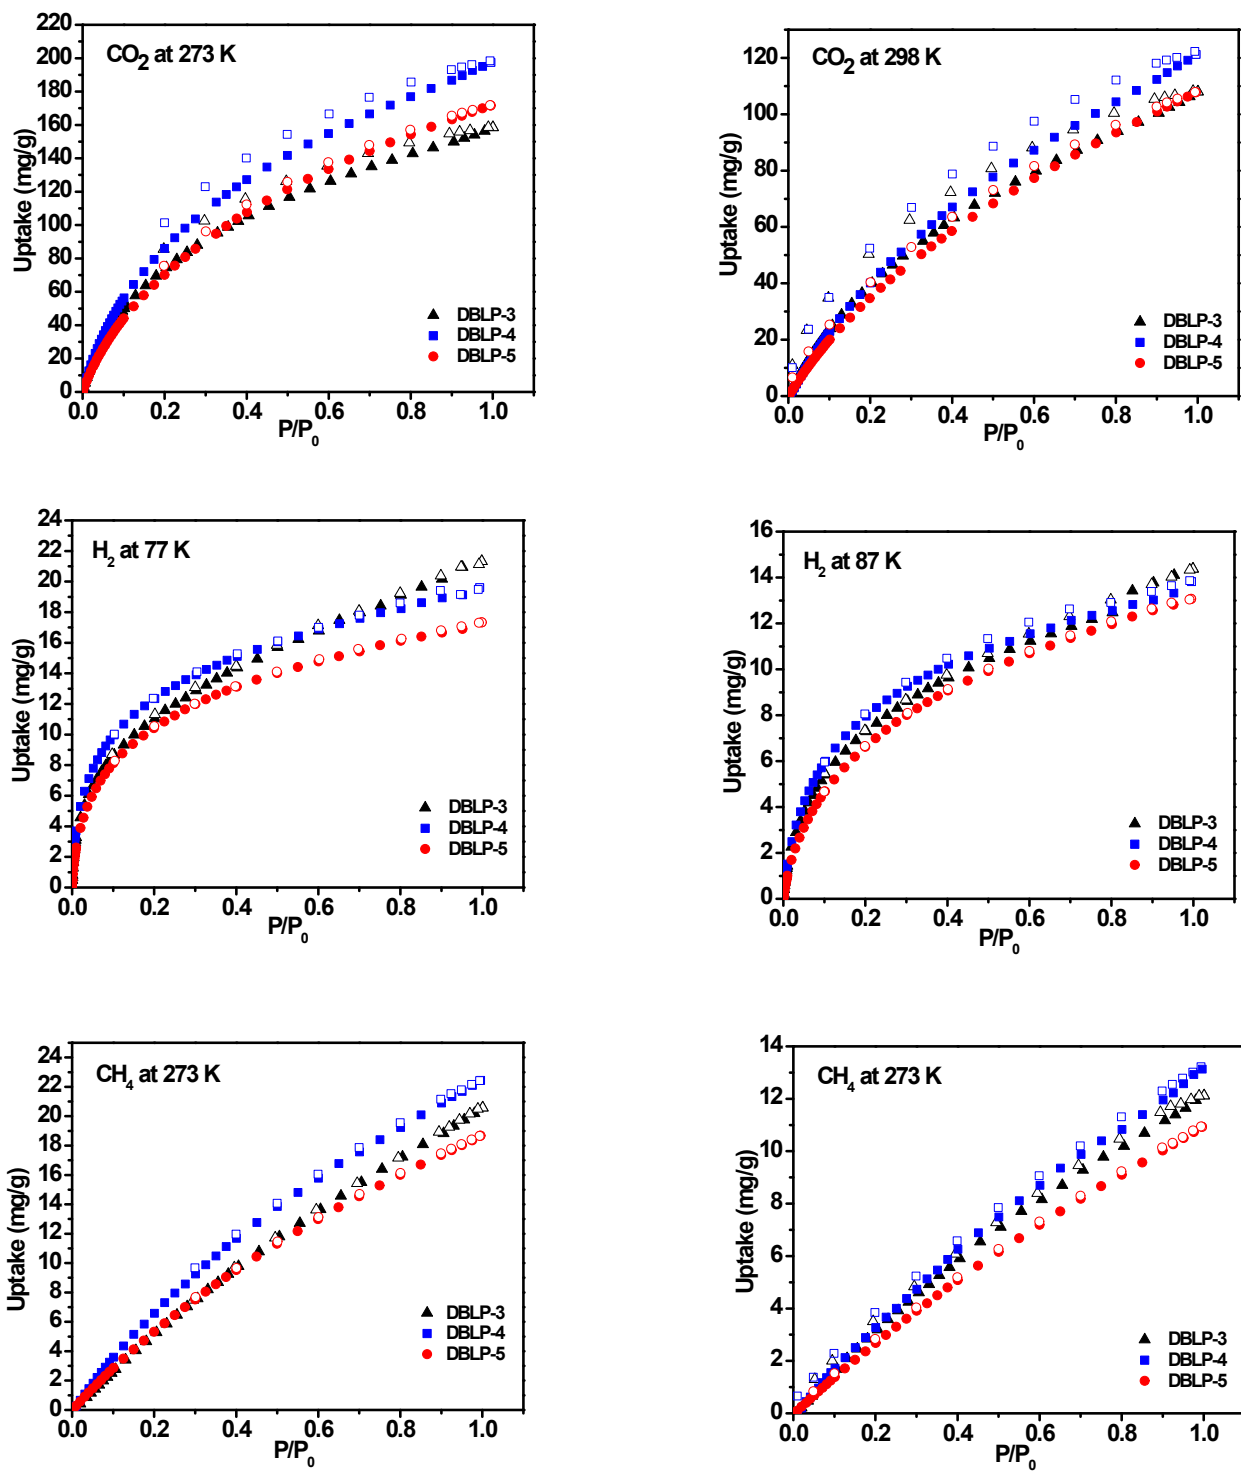 CO2 at 273 K
Uptake (mg/g)
220
200
180
160
140
120
100
80
60
40
20
0
DBLP-3
DBLP-4
DBLP-5
0.0 0.2 0.4 0.6 0.8 1.0
P/P0
CO2 at 298 K
Uptake (mg/g)
120
100
80
60
40
20
0
DBLP-3
DBLP-4
DBLP-5
0.0 0.2 0.4 0.6 0.8 1.0
P/P0
H2 at 77 K
Uptake (mg/g)
24
22
20
18
16
14
12
10
8
6
4
2
0
DBLP-3
DBLP-4
DBLP-5
0.0 0.2 0.4 0.6 0.8 1.0
P/P0
H2 at 87 K
Uptake (mg/g)
16
14
12
10
8
6
4
2
0
DBLP-3
DBLP-4
DBLP-5
0.0 0.2 0.4 0.6 0.8 1.0
P/P0
CH4 at 273 K
Uptake (mg/g)
24
22
20
18
16
14
12
10
8
6
4
2
0
DBLP-3
DBLP-4
DBLP-5
0.0 0.2 0.4 0.6 0.8 1.0
P/P0
CH4 at 273 K
Uptake (mg/g)
14
12
10
8
6
4
2
0
DBLP-3
DBLP-4
DBLP-5
0.0 0.2 0.4 0.6 0.8 1.0
P/P0